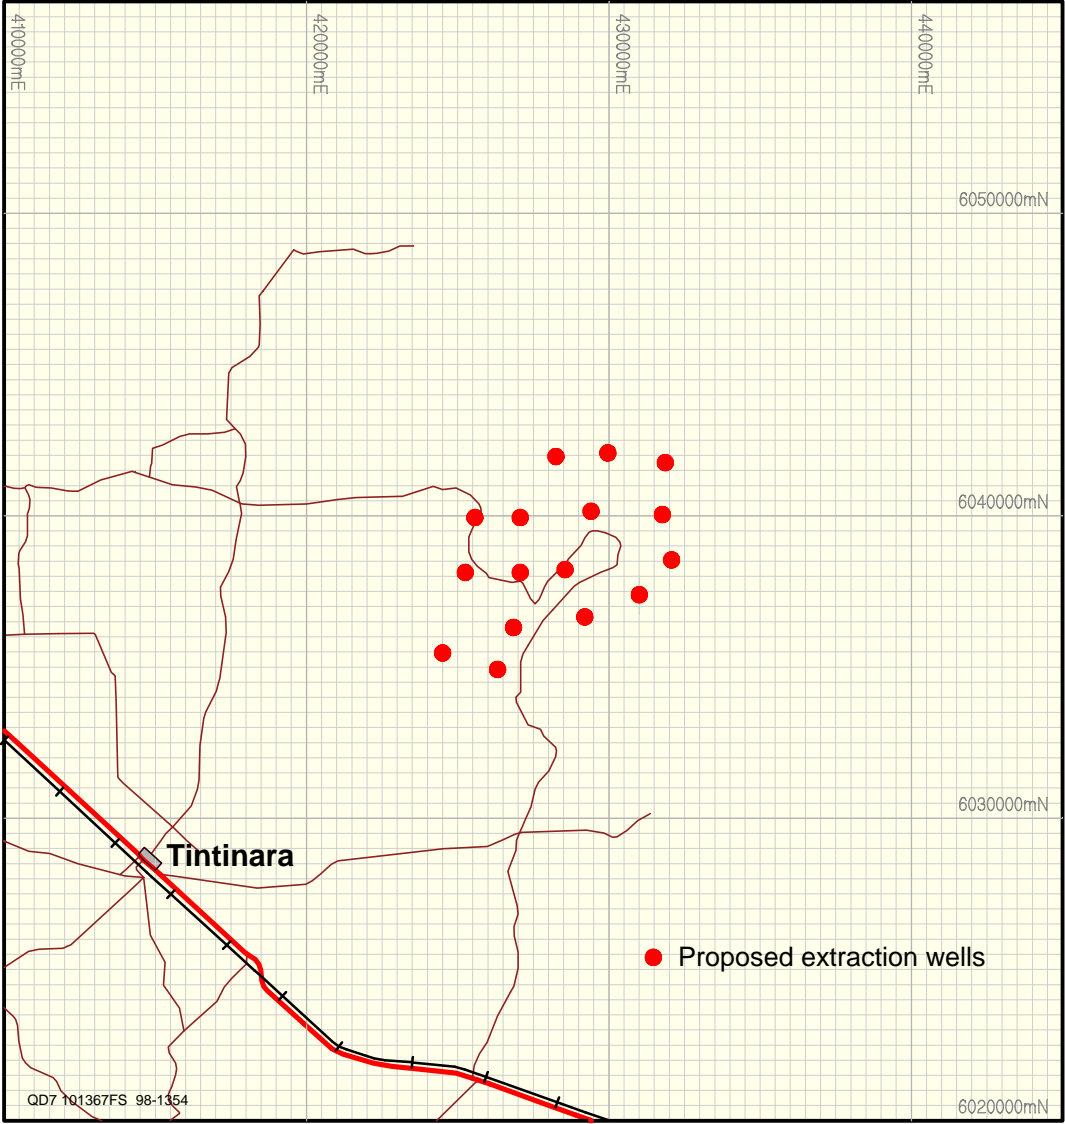 410000mE
420000mE
430000mE
440000mE
6050000mN
6040000mN
6030000mN
Tintinara
Proposed extraction wells
QD7 101367FS 98-1354
6020000mN